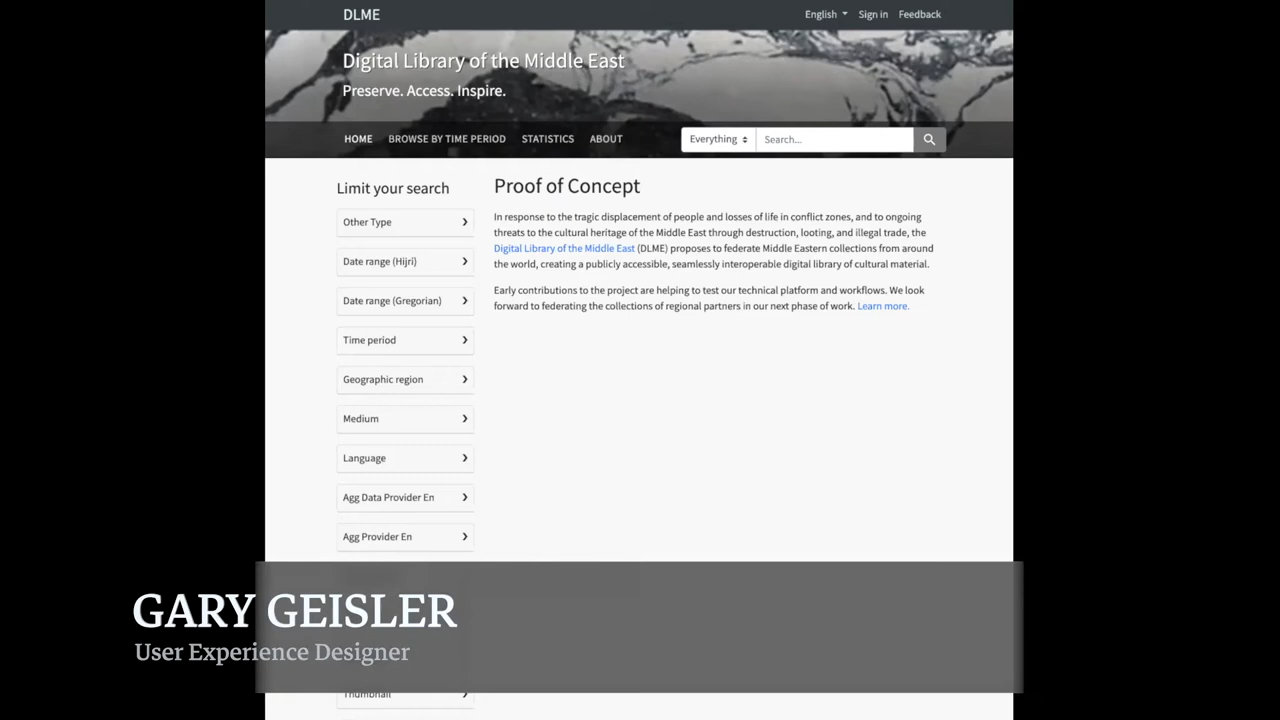 DLME
English
Sign in
Feedback
Digital Library of the Middle East
Preserve. Access. Inspire.
HOME
BROWSE BY TIME PERIOD
STATISTICS
ABOUT
Everything
Search...
Limit your search
Other Type
Date range (Hijri)
Date range (Gregorian)
Time period
Geographic region
Medium
Language
Agg Data Provider En
Agg Provider En
Proof of Concept
In response to the tragic displacement of people and losses of life in conflict zones, and to ongoing
threats to the cultural heritage of the Middle East through destruction, looting, and illegal trade, the
Digital Library of the Middle East (DLME) proposes to federate Middle Eastern collections from around
the world, creating a publicly accessible, seamlessly interoperable digital library of cultural material.
Early contributions to the project are helping to test our technical platform and workflows. We look
forward to federating the collections of regional partners in our next phase of work. Learn more.
GARY GEISLER
User Experience Designer
Thumbnail